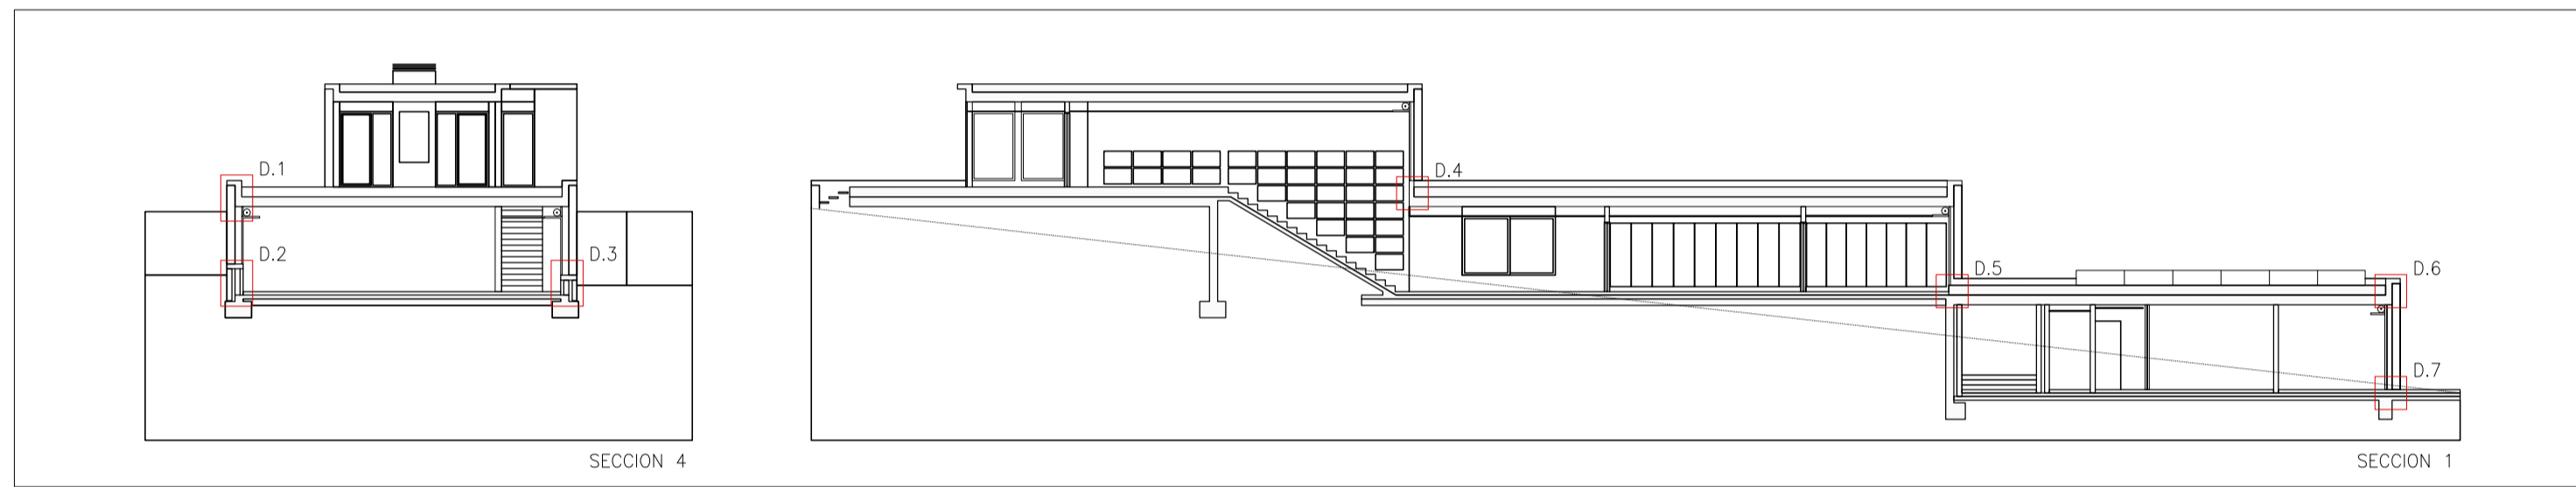 D.1
D.2
D.3
SECCION 4
D.4
D.5
D.6
D.7
SECCION 1